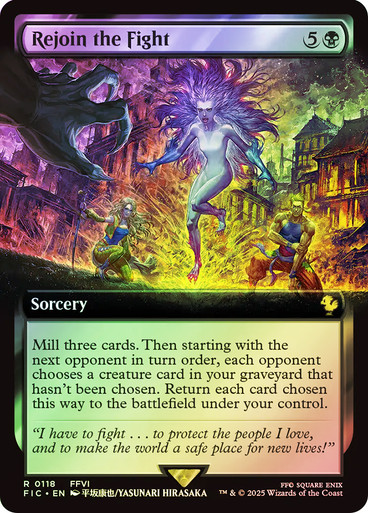 Rejoin the Fight 5
Sorcery
Mill three cards. Then starting with the
next opponent in turn order, each opponent
chooses a creature card in your graveyard that
hasn't been chosen. Return each card chosen
this way to the battlefield under your control.
“I have to fight . . . to protect the people I love,
and to make the world a safe place for new lives!”
R 0118 FFVI
FIC • EN 平坂康也/YASUNARI HIRASAKA
FF© SQUARE ENIX
™ & © 2025 Wizards of the Coast